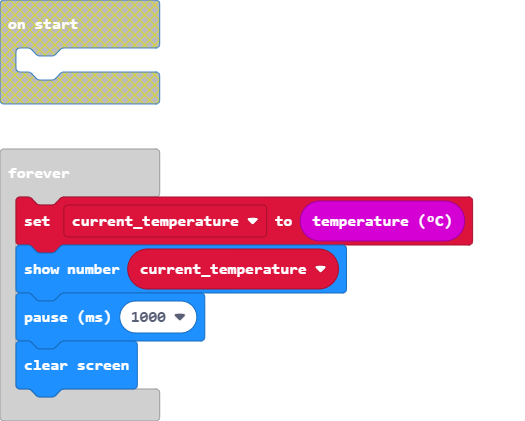 on start
forever
set current_temperature to temperature (ºC)
show number current_temperature
pause (ms) 1000
clear screen